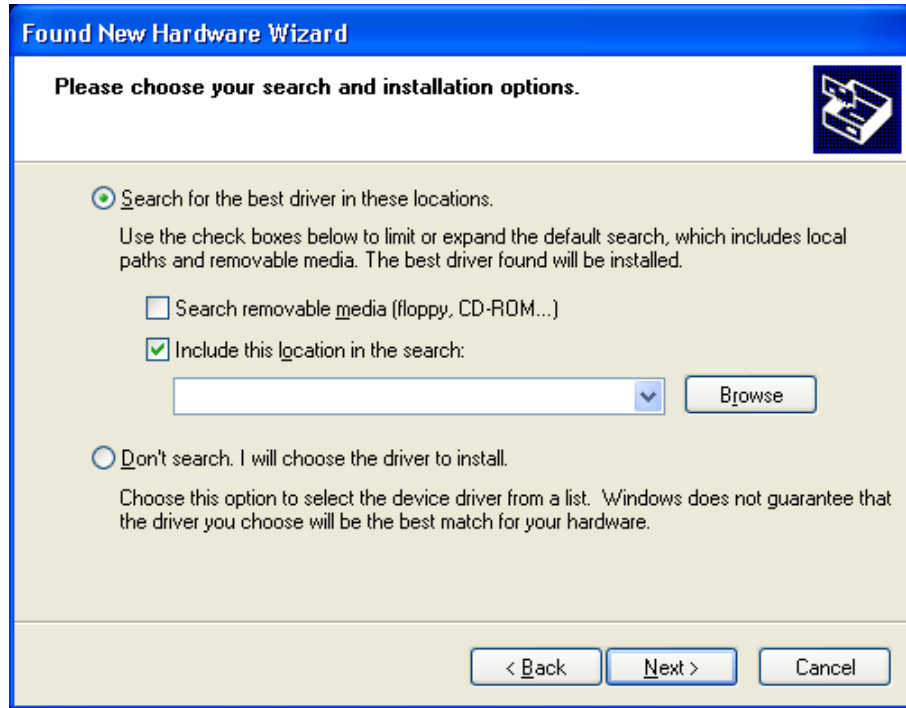 Found New Hardware Wizard
Please choose your search and installation options.
Search for the best driver in these locations.
Use the check boxes below to limit or expand the default search, which includes local
paths and removable media. The best driver found will be installed.
Search removable media (floppy, CD-ROM...)
Include this location in the search:
Browse
Don't search. I will choose the driver to install.
Choose this option to select the device driver from a list.  Windows does not guarantee that
the driver you choose will be the best match for your hardware.
< Back Next > Cancel